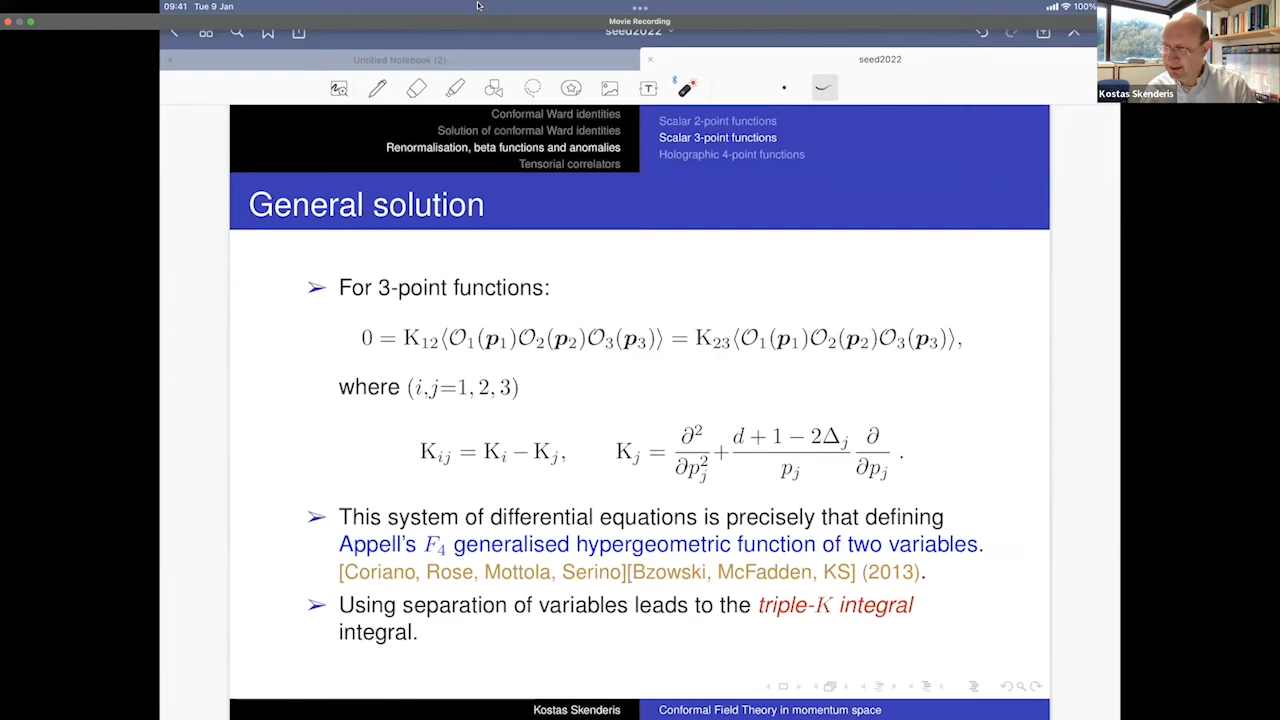 09:41 Tue 9 Jan
100%
Movie Recording
seed2022
Untitled Notebook (2)
seed2022
Kostas Skenderis
Conformal Ward identities
Solution of conformal Ward identities
Renormalisation, beta functions and anomalies
Tensorial correlators
Scalar 2-point functions
Scalar 3-point functions
Holographic 4-point functions
General solution
➢ For 3-point functions:
0 = K₁₂⟨𝒪₁(𝒑₁)𝒪₂(𝒑₂)𝒪₃(𝒑₃)⟩ = K₂₃⟨𝒪₁(𝒑₁)𝒪₂(𝒑₂)𝒪₃(𝒑₃)⟩,
where (i,j=1, 2, 3)
Kᵢⱼ = Kᵢ − Kⱼ, Kⱼ = ∂²/∂pⱼ² + (d + 1 − 2Δⱼ)/pⱼ ∂/∂pⱼ .
➢ This system of differential equations is precisely that defining
Appell's F₄ generalised hypergeometric function of two variables.
[Coriano, Rose, Mottola, Serino][Bzowski, McFadden, KS] (2013).
➢ Using separation of variables leads to the triple-K integral
integral.
Kostas Skenderis
Conformal Field Theory in momentum space